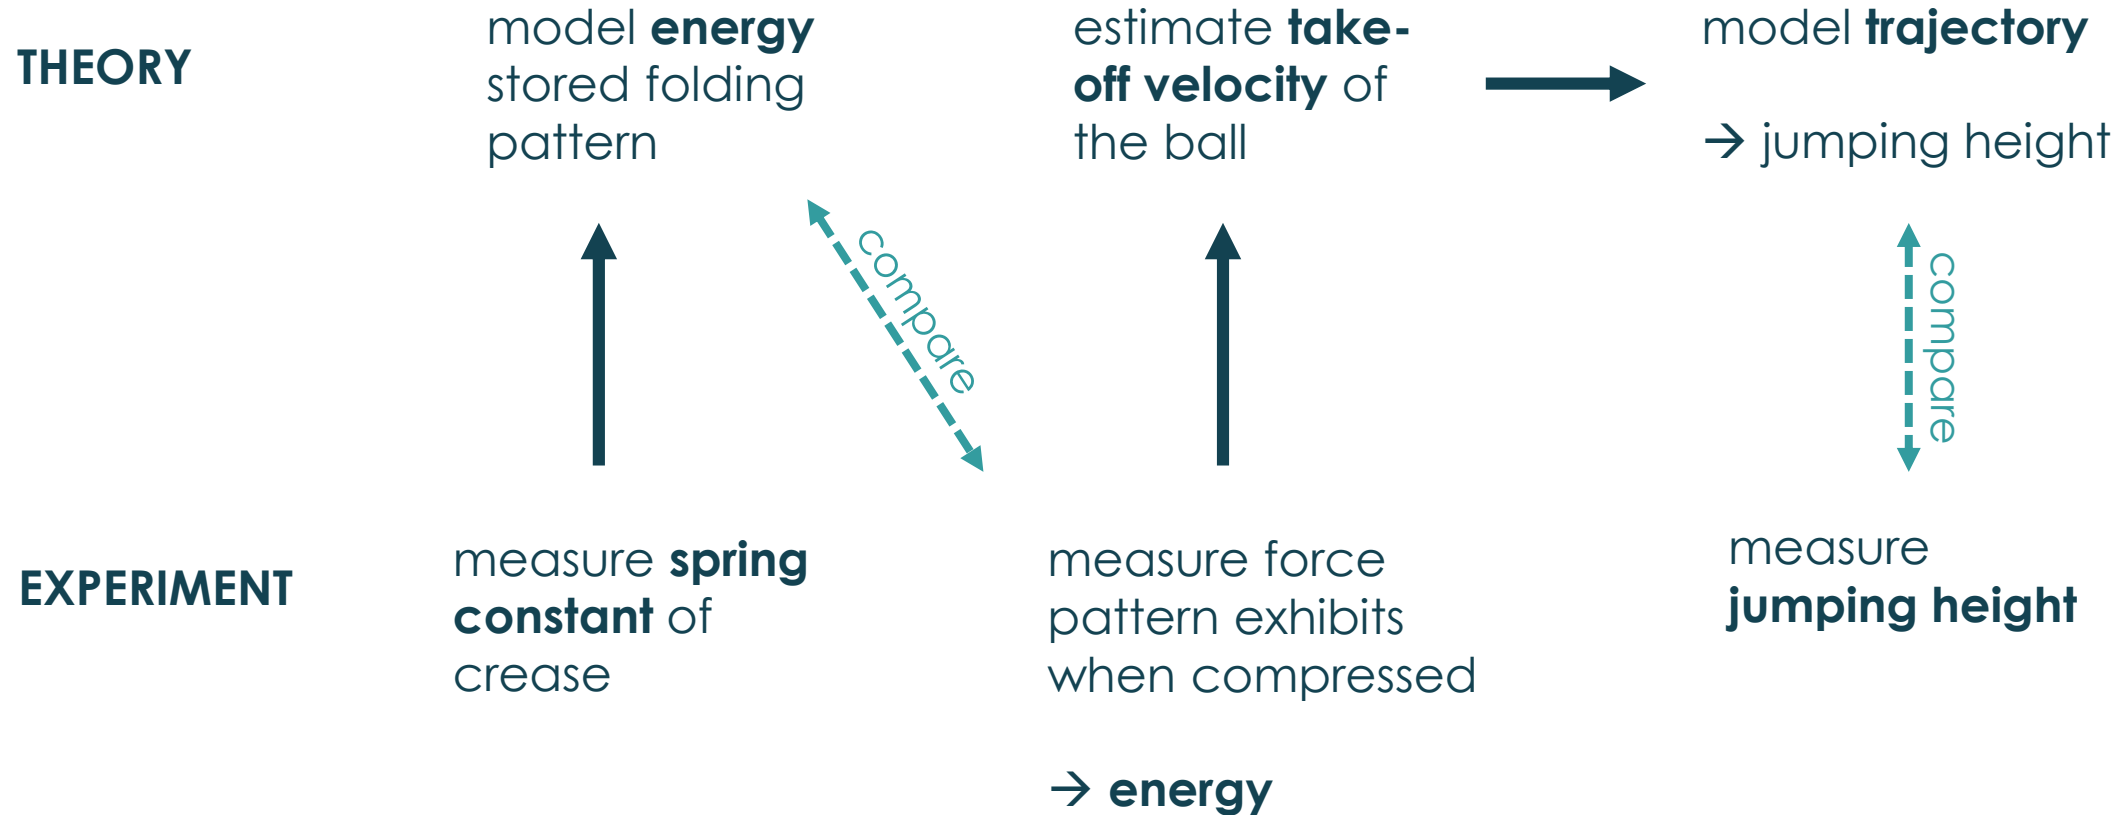 THEORY
model energy
stored folding
pattern
estimate take-
off velocity of
the ball
model trajectory
→ jumping height
compare
compare
EXPERIMENT
measure spring
constant of
crease
measure force
pattern exhibits
when compressed
→ energy
measure
jumping height